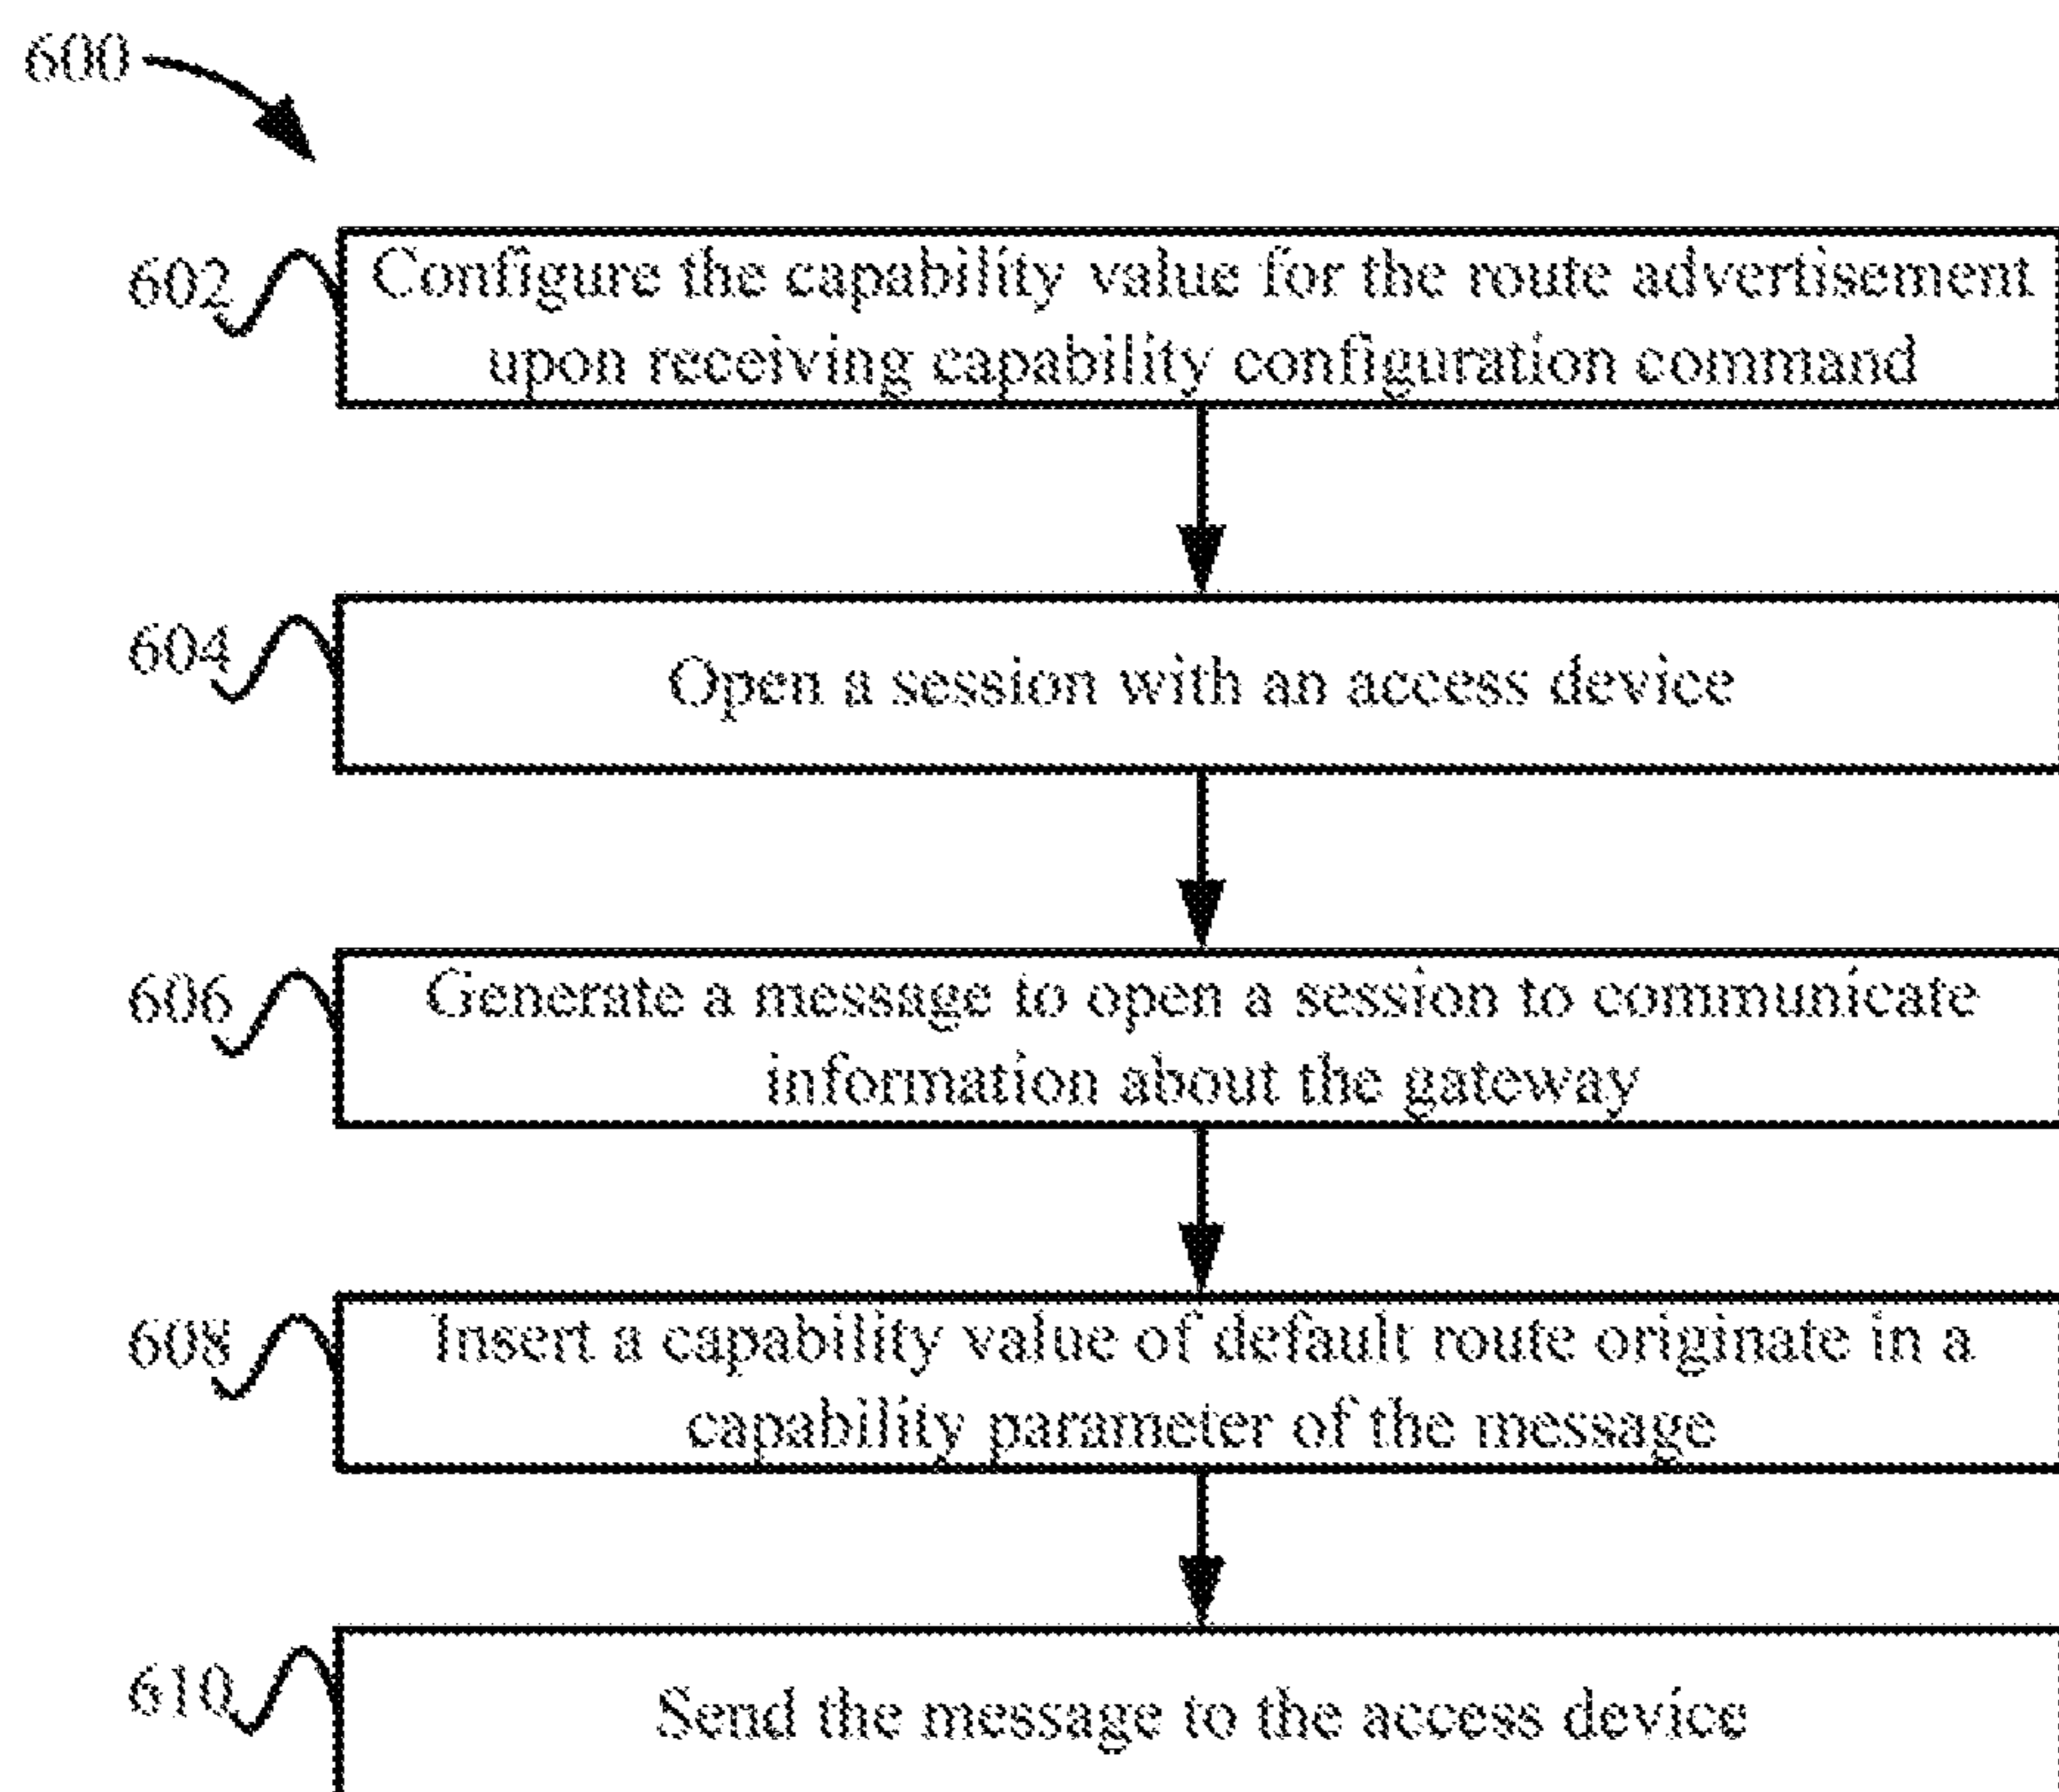 600
602
Configure the capability value for the route advertisement
upon receiving capability configuration command
604
Open a session with an access device
606
Generate a message to open a session to communicate
information about the gateway
608
Insert a capability value of default route originate in a
capability parameter of the message
610
Send the message to the access device